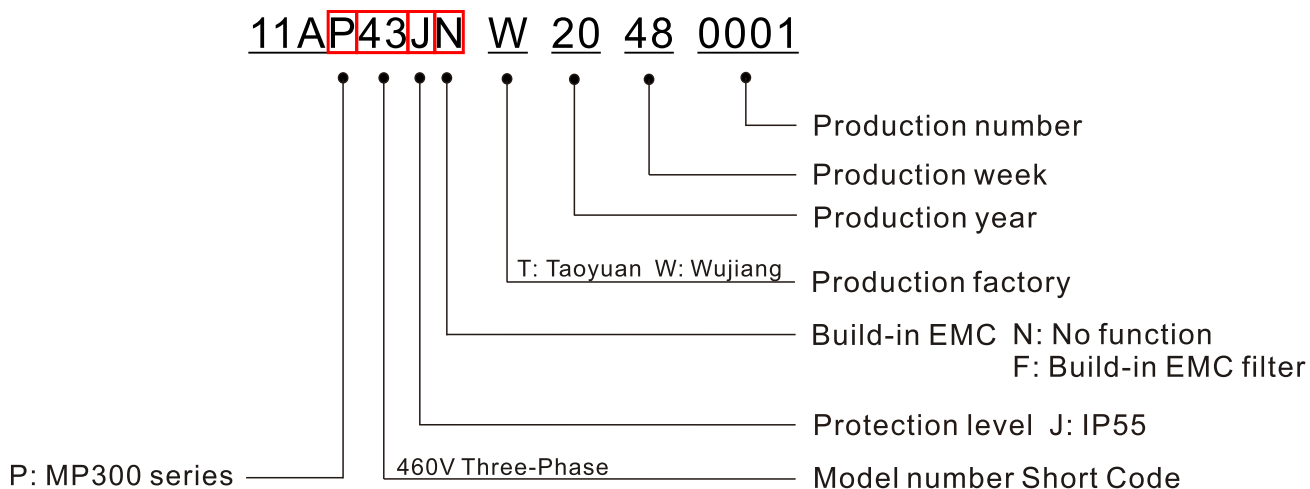 11AP43JN W 20 48 0001
Production number
Production week
Production year
T: Taoyuan W: Wujiang
Production factory
Build-in EMC N: No function
F: Build-in EMC filter
Protection level J: IP55
P: MP300 series
460V Three-Phase
Model number Short Code